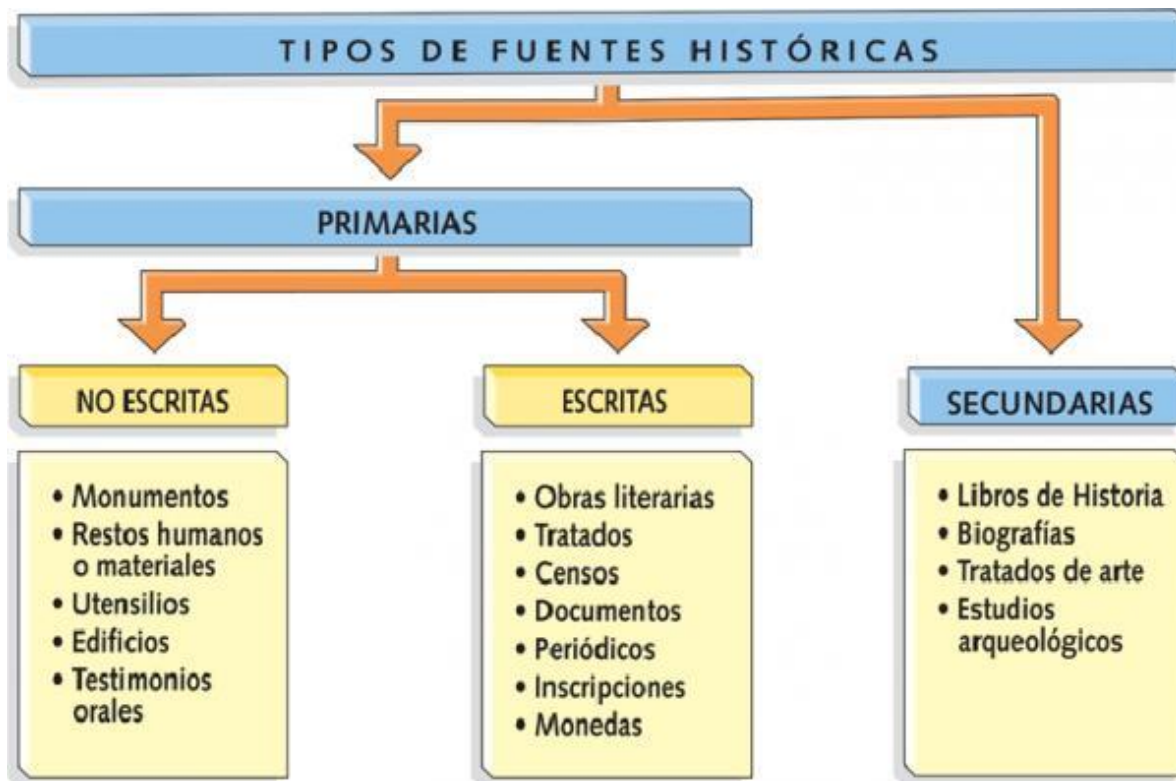 TIPOS DE FUENTES HISTÓRICAS
PRIMARIAS
NO ESCRITAS
• Monumentos
• Restos humanos
o materiales
• Utensilios
• Edificios
• Testimonios
orales
ESCRITAS
• Obras literarias
• Tratados
• Censos
• Documentos
• Periódicos
• Inscripciones
• Monedas
SECUNDARIAS
• Libros de Historia
• Biografías
• Tratados de arte
• Estudios
arqueológicos